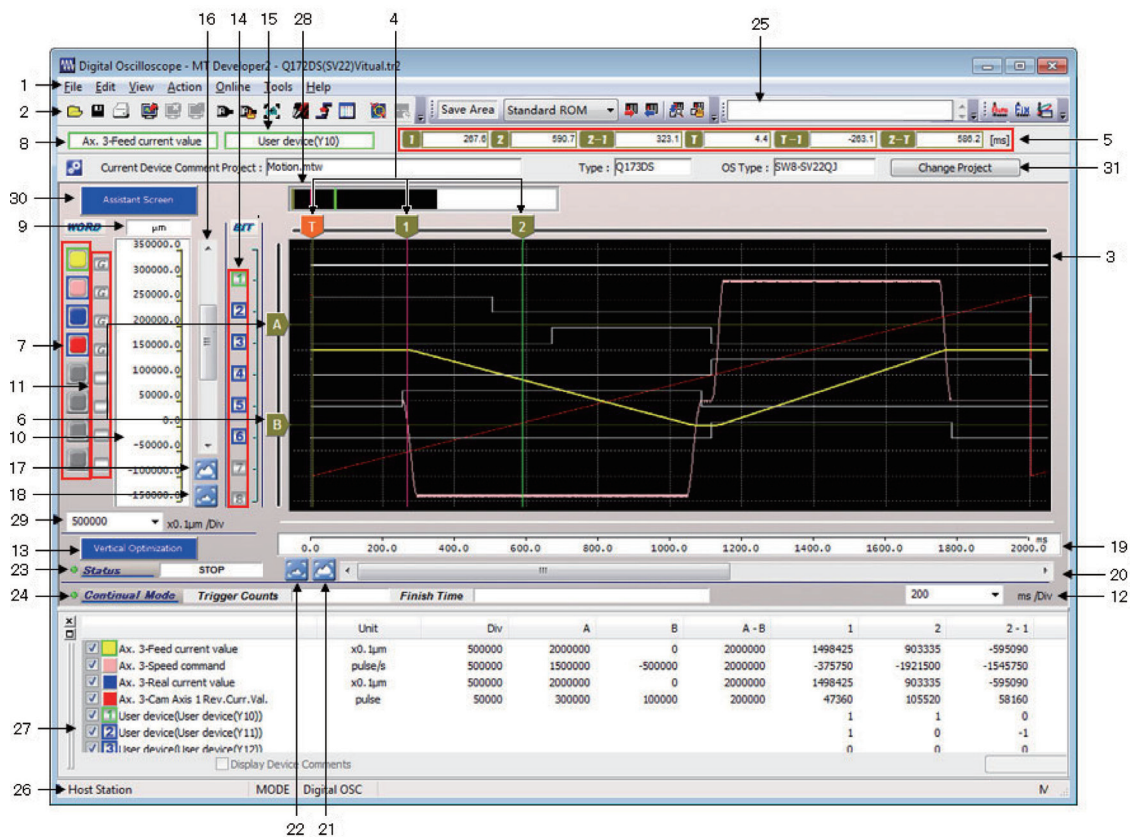 16 14 15 28 4 25
Digital Oscilloscope - MT Developer2 - Q172DS(SV22)Vitual.tr2
1 File Edit View Action Online Tools Help
2 Save Area Standard ROM
8 Ax. 3-Feed current value User device(Y10) 1 267.6 2 590.7 2-1 323.1 T 4.4 T-1 -263.1 2-T 586.2 [ms] 5
Current Device Comment Project : Motion.mtw Type : Q173DS OS Type : SW8-SV22QJ Change Project 31
30 Assistant Screen
9 WORD µm BIT T 1 2
350000.0 3
G 300000.0 1
G 250000.0 2
G 200000.0 A
7 G 150000.0 3
11 100000.0 4
6 50000.0 5
0.0 B
10 -50000.0 6
17 -100000.0 7
18 -150000.0 8
29 500000 x0.1µm /Div
13 Vertical Optimization 0.0 200.0 400.0 600.0 800.0 1000.0 1200.0 1400.0 1600.0 1800.0 2000.0 ms 19
23 Status STOP 20
24 Continual Mode Trigger Counts Finish Time 200 ms /Div 12
Unit Div A B A - B 1 2 2 - 1
Ax. 3-Feed current value x0.1µm 500000 2000000 0 2000000 1498425 903335 -595090
Ax. 3-Speed command pulse/s 500000 1500000 -500000 2000000 -375750 -1921500 -1545750
Ax. 3-Real current value x0.1µm 500000 2000000 0 2000000 1498425 903335 -595090
Ax. 3-Cam Axis 1 Rev.Curr.Val. pulse 50000 300000 100000 200000 47360 105520 58160
1 User device(User device(Y10)) 1 1 0
27 2 User device(User device(Y11)) 1 0 -1
3 User device(User device(Y12)) 0 0 0
Display Device Comments
26 Host Station MODE Digital OSC
22 21